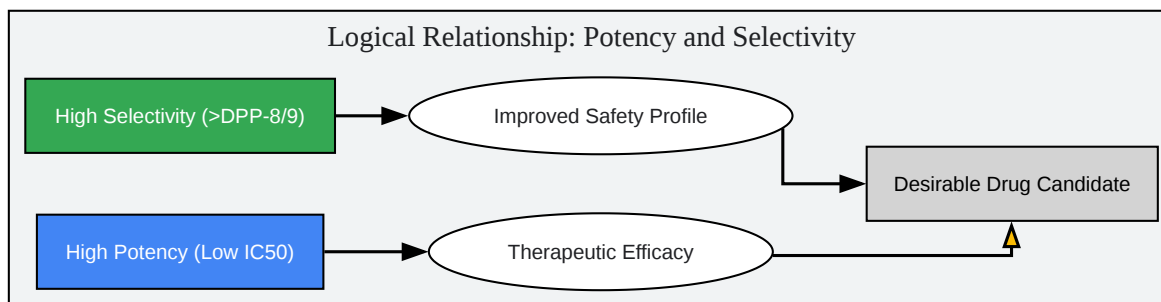 Logical Relationship: Potency and Selectivity
High Selectivity (>DPP-8/9)
Improved Safety Profile
Desirable Drug Candidate
High Potency (Low IC50)
Therapeutic Efficacy